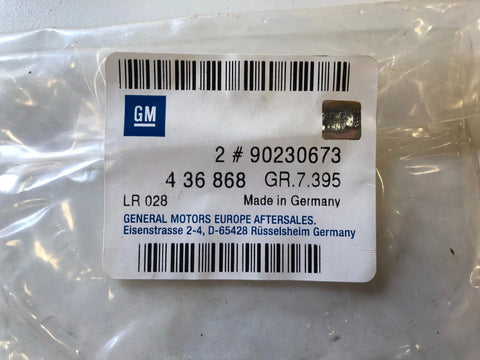 GM
2 # 90230673
4 36 868 GR.7.395
LR 028 Made in Germany
GENERAL MOTORS EUROPE AFTERSALES.
Eisenstrasse 2-4, D-65428 Rüsselsheim Germany